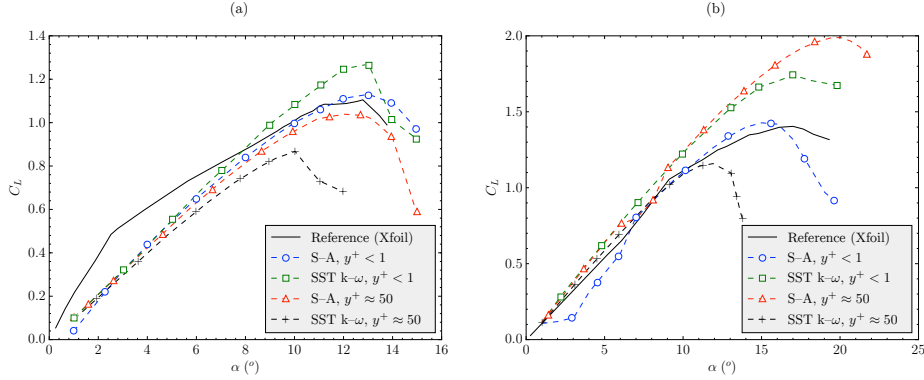 (a)
1.4
1.2
1.0
0.8
0.6
0.4
0.2
0.0
C_L
0 2 4 6 8 10 12 14 16
α (°)
Reference (Xfoil)
S–A, y⁺ < 1
SST k–ω, y⁺ < 1
S–A, y⁺ ≈ 50
SST k–ω, y⁺ ≈ 50
(b)
2.0
1.5
1.0
0.5
0.0
C_L
0 5 10 15 20 25
α (°)
Reference (Xfoil)
S–A, y⁺ < 1
SST k–ω, y⁺ < 1
S–A, y⁺ ≈ 50
SST k–ω, y⁺ ≈ 50